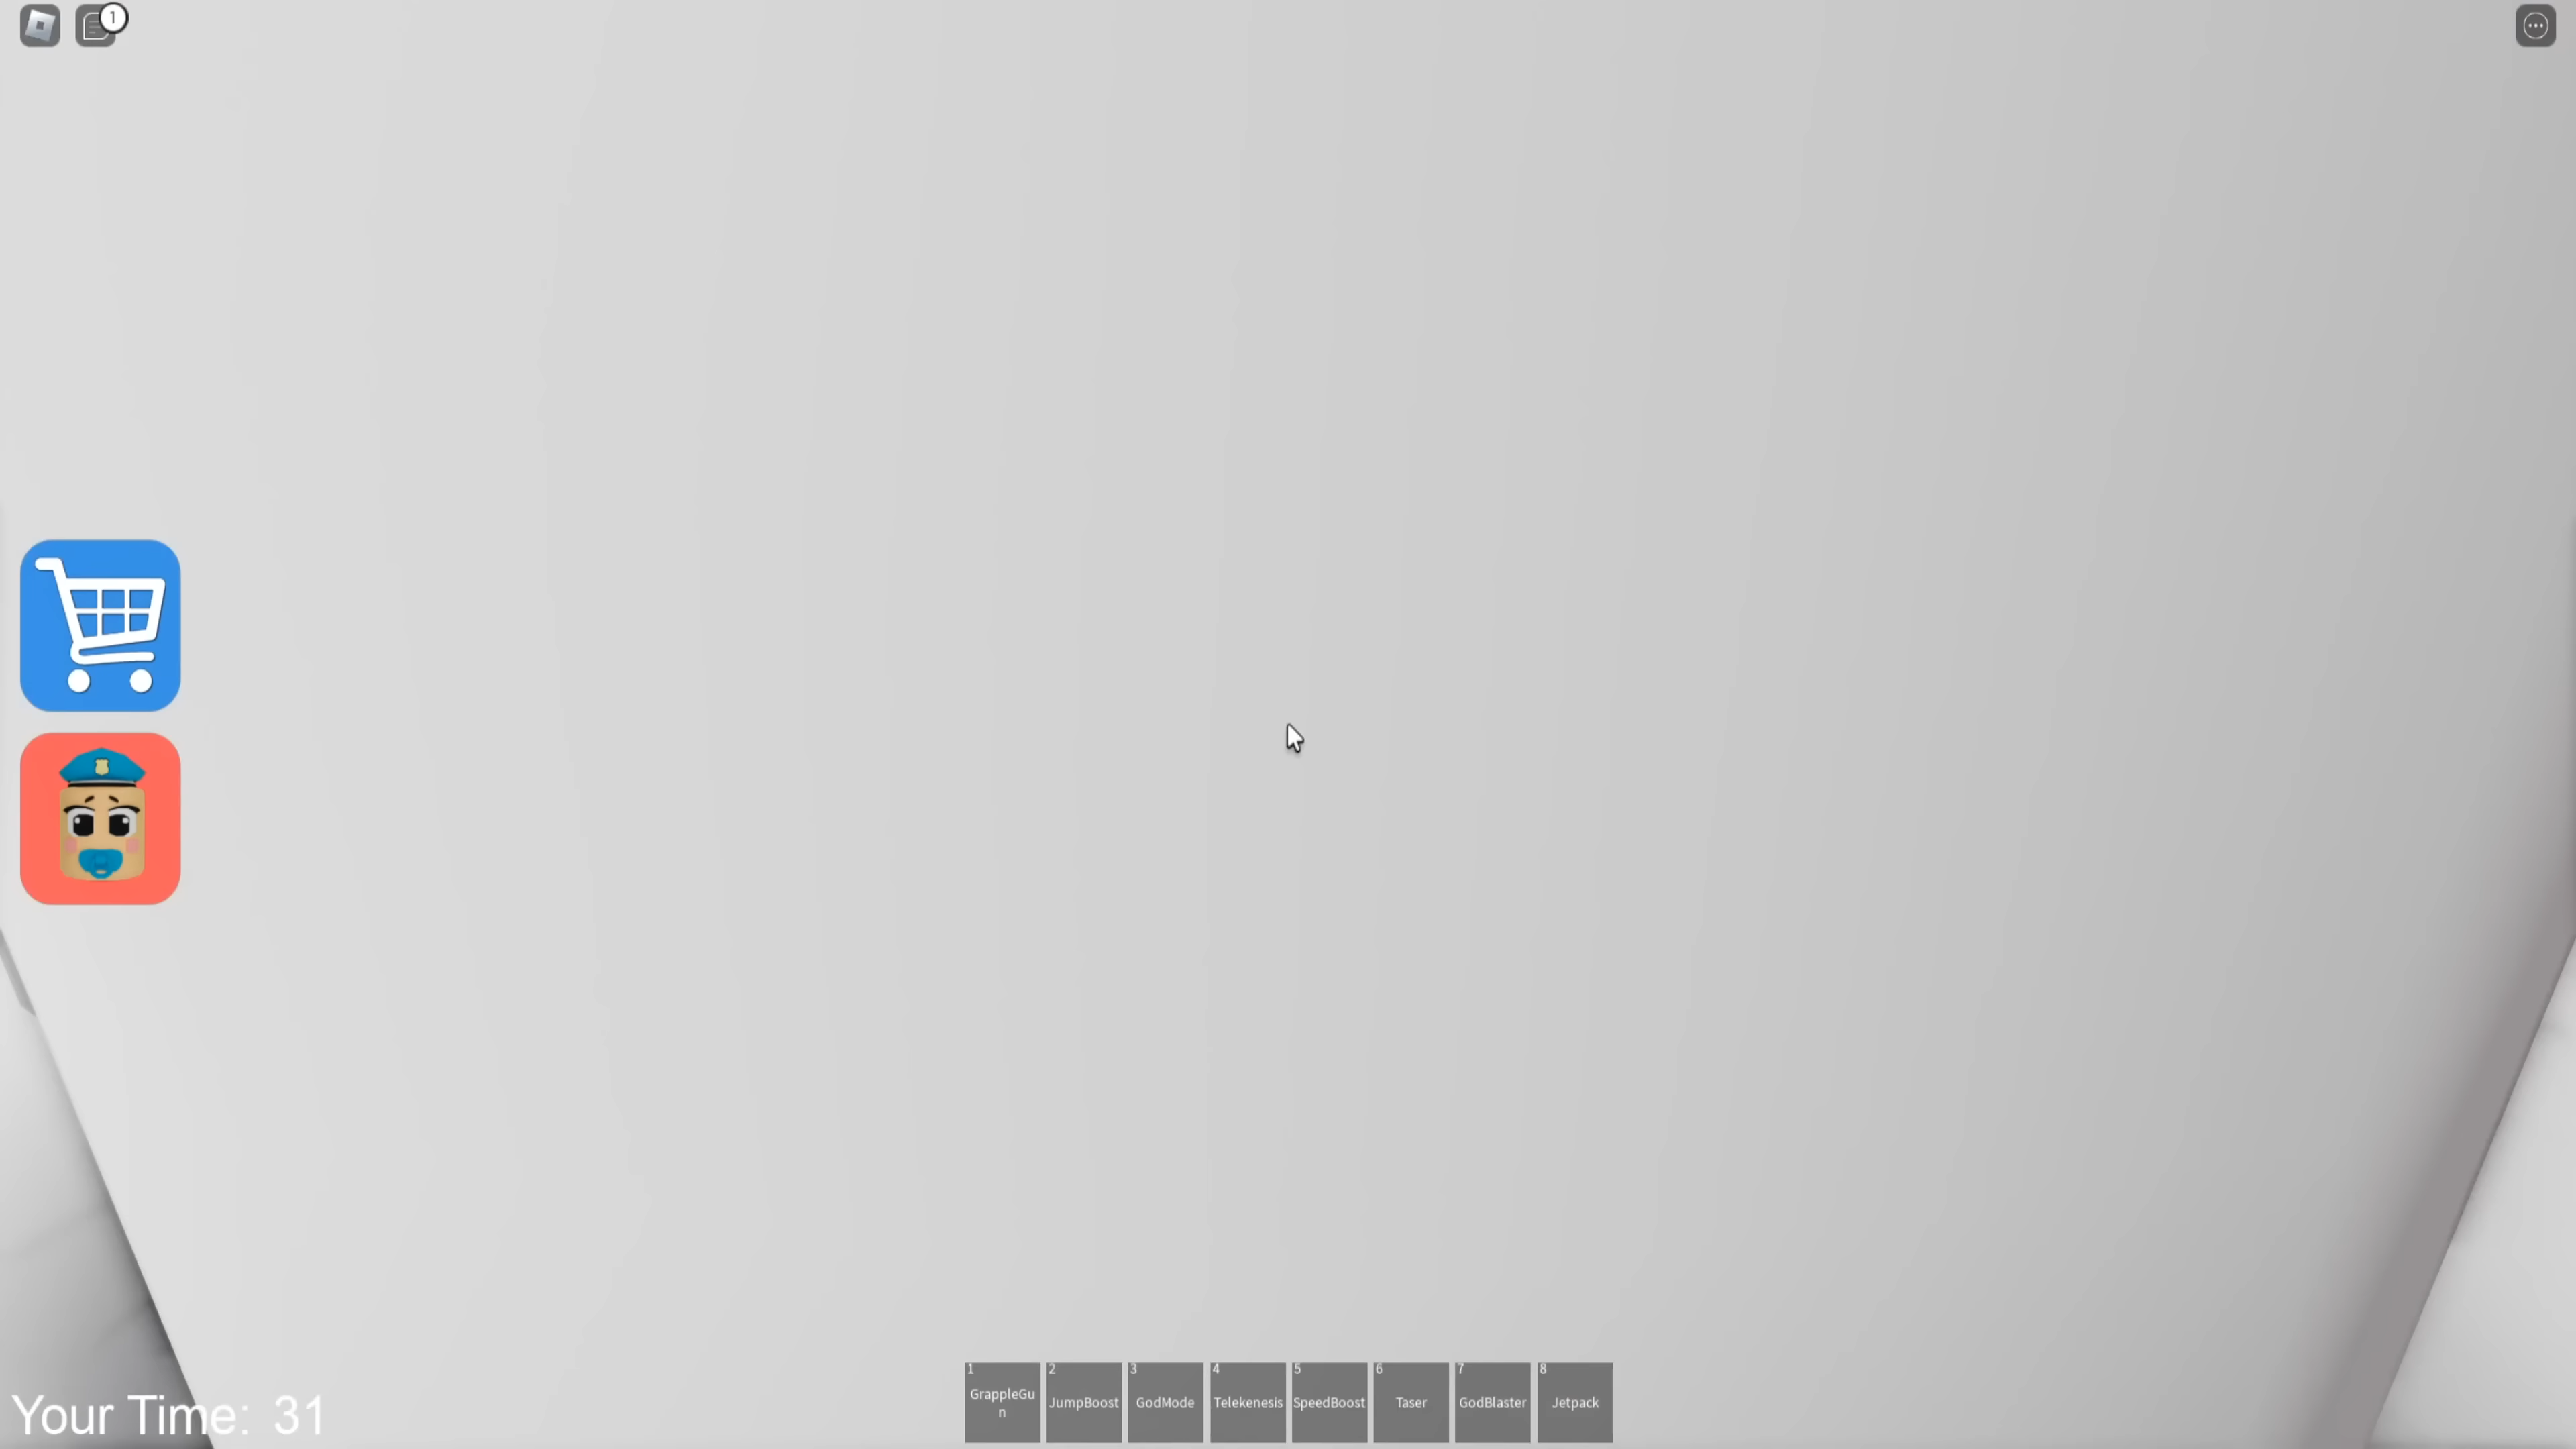 1
Your Time: 31
1
GrappleGu
n
2
JumpBoost
3
GodMode
4
Telekenesis
5
SpeedBoost
6
Taser
7
GodBlaster
8
Jetpack